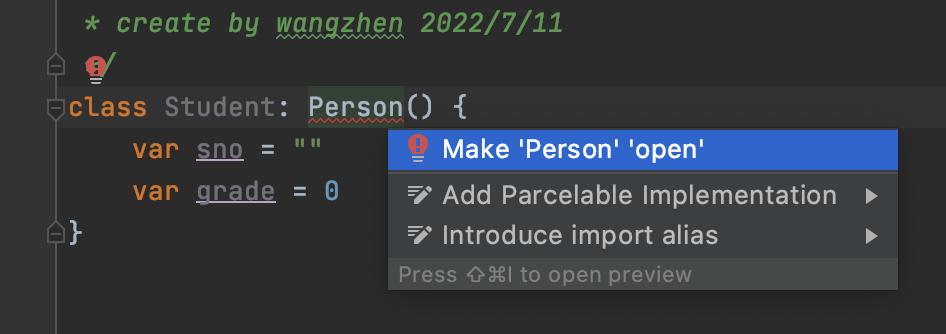 * create by wangzhen 2022/7/11
*/
class Student: Person() {
var sno = ""
Make 'Person' 'open'
var grade = 0
Add Parcelable Implementation
Introduce import alias
}
Press ⇧⌘I to open preview